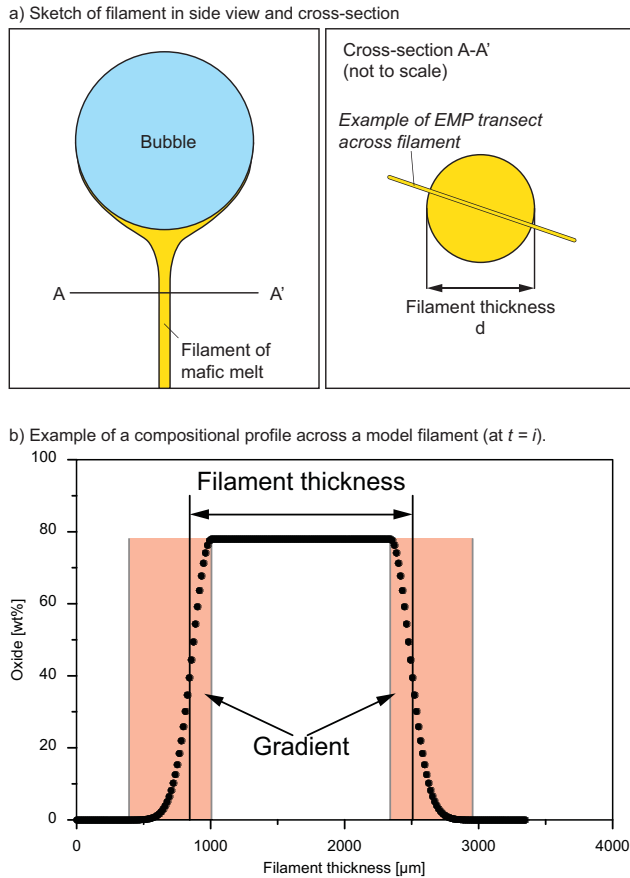 a) Sketch of filament in side view and cross-section
Bubble
A
A'
Filament of
mafic melt
Cross-section A-A'
(not to scale)
Example of EMP transect
across filament
Filament thickness
d
b) Example of a compositional profile across a model filament (at t = i).
100
80
60
40
20
0
Oxide [wt%]
Filament thickness
Gradient
0
1000
2000
3000
4000
Filament thickness [µm]